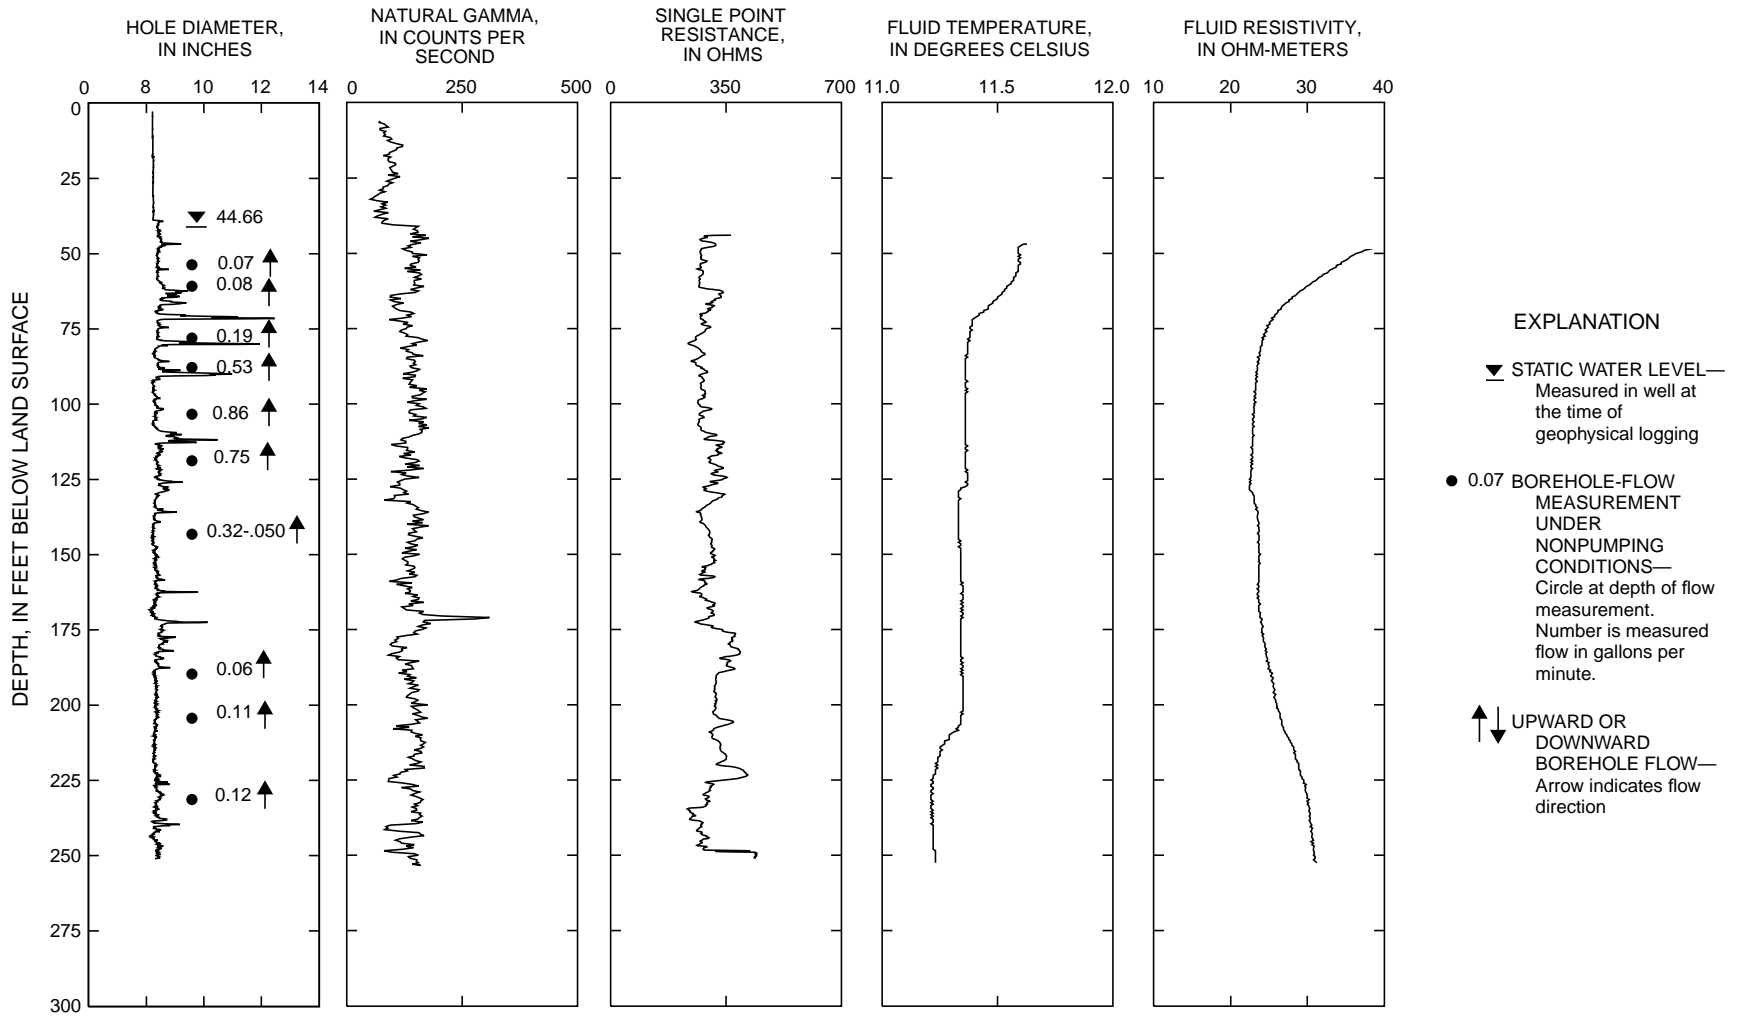 HOLE DIAMETER,
IN INCHES
NATURAL GAMMA,
IN COUNTS PER
SECOND
SINGLE POINT
RESISTANCE,
IN OHMS
FLUID TEMPERATURE,
IN DEGREES CELSIUS
FLUID RESISTIVITY,
IN OHM-METERS
0 8 10 12 14
0 250 500
0 350 700
11.0 11.5 12.0
10 20 30 40
DEPTH, IN FEET BELOW LAND SURFACE
0
25
50
75
100
125
150
175
200
225
250
275
300
44.66
0.07
0.08
0.19
0.53
0.86
0.75
0.32-.050
0.06
0.11
0.12
EXPLANATION
STATIC WATER LEVEL—
Measured in well at
the time of
geophysical logging
0.07 BOREHOLE-FLOW
MEASUREMENT
UNDER
NONPUMPING
CONDITIONS—
Circle at depth of flow
measurement.
Number is measured
flow in gallons per
minute.
UPWARD OR
DOWNWARD
BOREHOLE FLOW—
Arrow indicates flow
direction